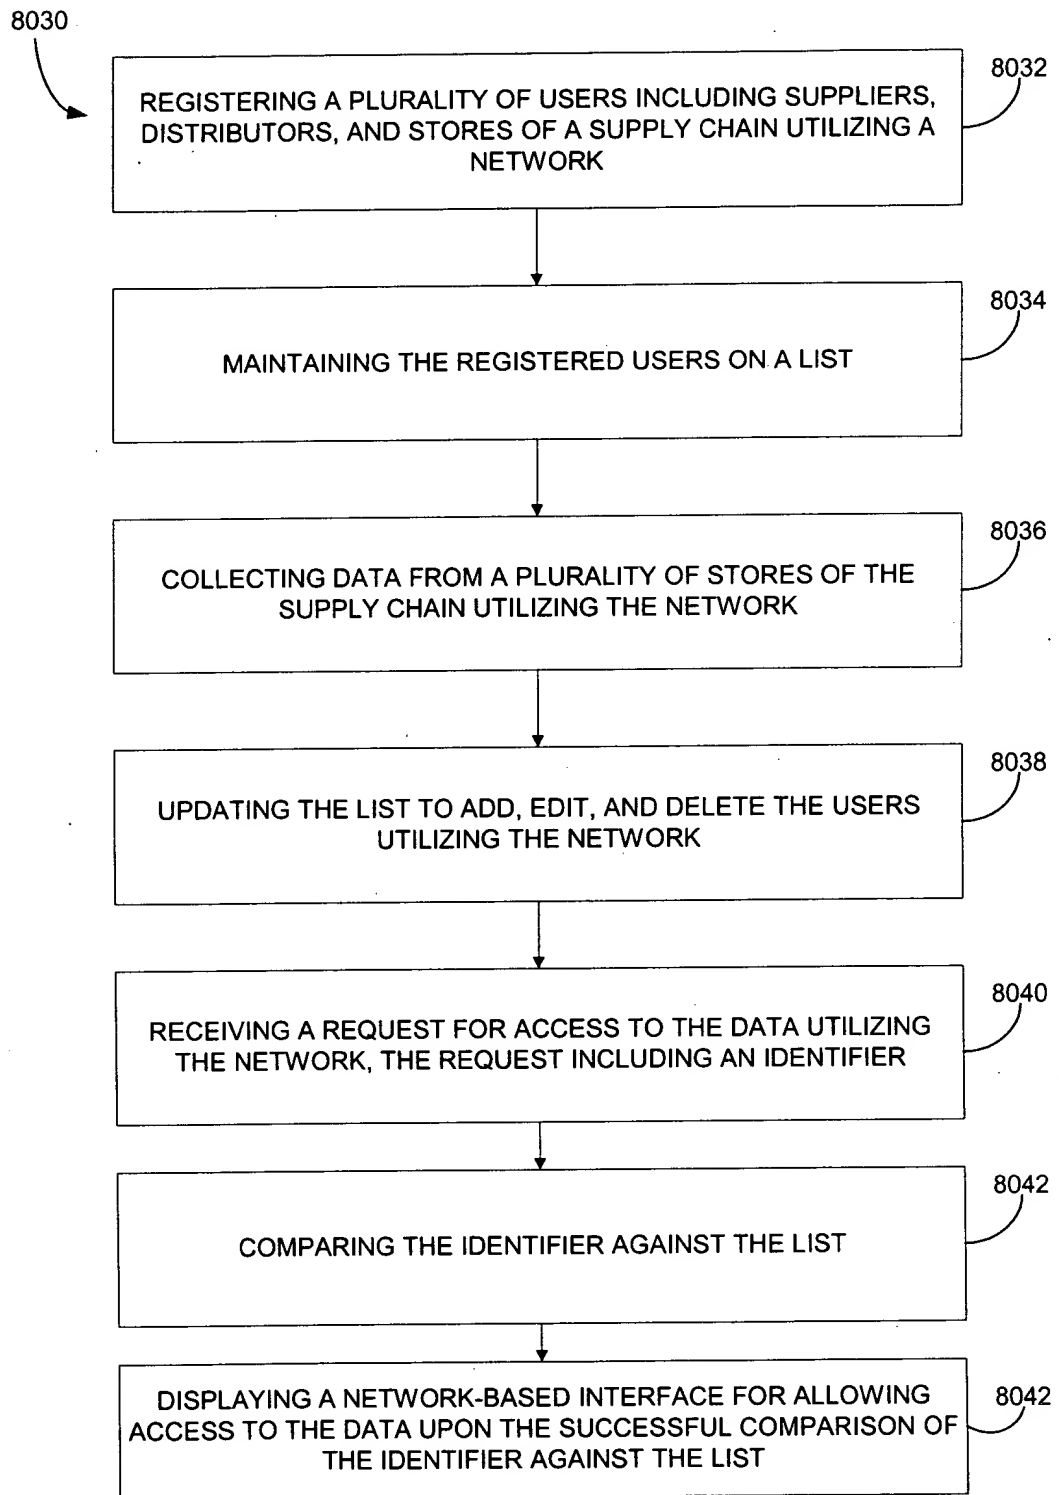 8030
8032
REGISTERING A PLURALITY OF USERS INCLUDING SUPPLIERS,
DISTRIBUTORS, AND STORES OF A SUPPLY CHAIN UTILIZING A
NETWORK
8034
MAINTAINING THE REGISTERED USERS ON A LIST
8036
COLLECTING DATA FROM A PLURALITY OF STORES OF THE
SUPPLY CHAIN UTILIZING THE NETWORK
8038
UPDATING THE LIST TO ADD, EDIT, AND DELETE THE USERS
UTILIZING THE NETWORK
8040
RECEIVING A REQUEST FOR ACCESS TO THE DATA UTILIZING
THE NETWORK, THE REQUEST INCLUDING AN IDENTIFIER
8042
COMPARING THE IDENTIFIER AGAINST THE LIST
8042
DISPLAYING A NETWORK-BASED INTERFACE FOR ALLOWING
ACCESS TO THE DATA UPON THE SUCCESSFUL COMPARISON OF
THE IDENTIFIER AGAINST THE LIST